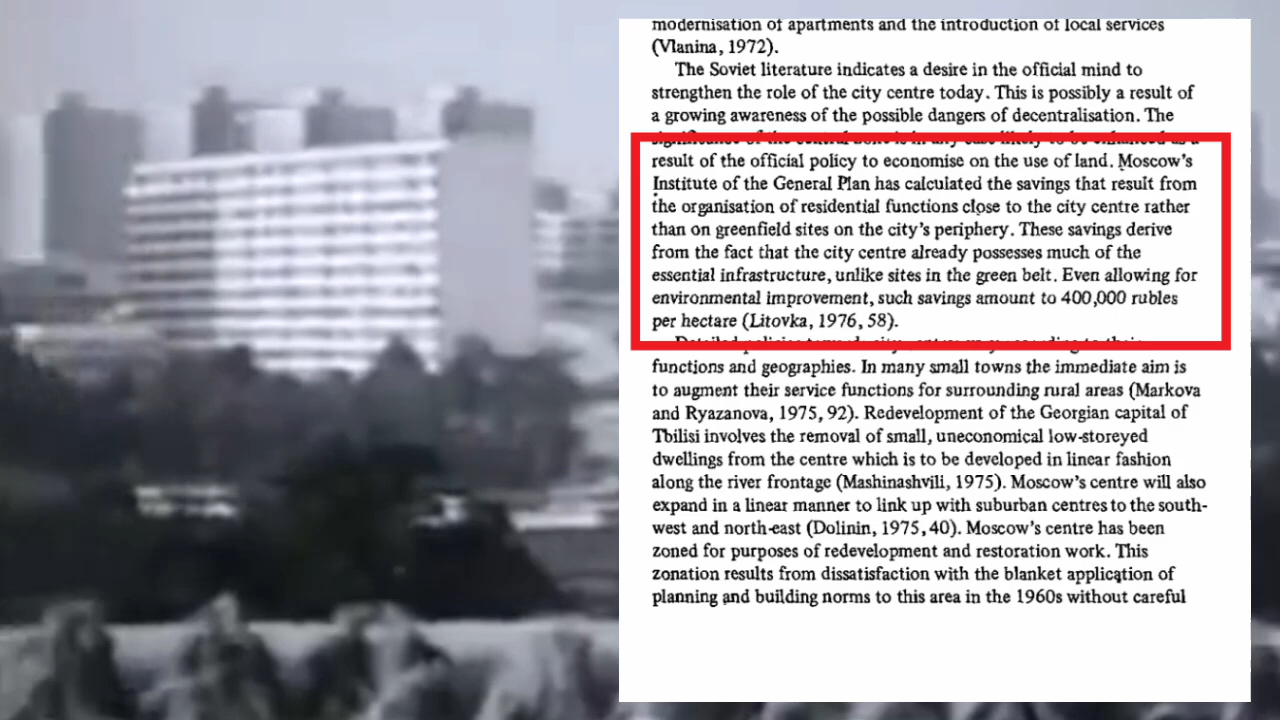 modernisation of apartments and the introduction of local services
(Vlanina, 1972).
The Soviet literature indicates a desire in the official mind to
strengthen the role of the city centre today. This is possibly a result of
a growing awareness of the possible dangers of decentralisation. The
result of the official policy to economise on the use of land. Moscow's
Institute of the General Plan has calculated the savings that result from
the organisation of residential functions close to the city centre rather
than on greenfield sites on the city's periphery. These savings derive
from the fact that the city centre already possesses much of the
essential infrastructure, unlike sites in the green belt. Even allowing for
environmental improvement, such savings amount to 400,000 rubles
per hectare (Litovka, 1976, 58).
functions and geographies. In many small towns the immediate aim is
to augment their service functions for surrounding rural areas (Markova
and Ryazanova, 1975, 92). Redevelopment of the Georgian capital of
Tbilisi involves the removal of small, uneconomical low-storeyed
dwellings from the centre which is to be developed in linear fashion
along the river frontage (Mashinashvili, 1975). Moscow's centre will also
expand in a linear manner to link up with suburban centres to the south-
west and north-east (Dolinin, 1975, 40). Moscow's centre has been
zoned for purposes of redevelopment and restoration work. This
zonation results from dissatisfaction with the blanket application of
planning and building norms to this area in the 1960s without careful